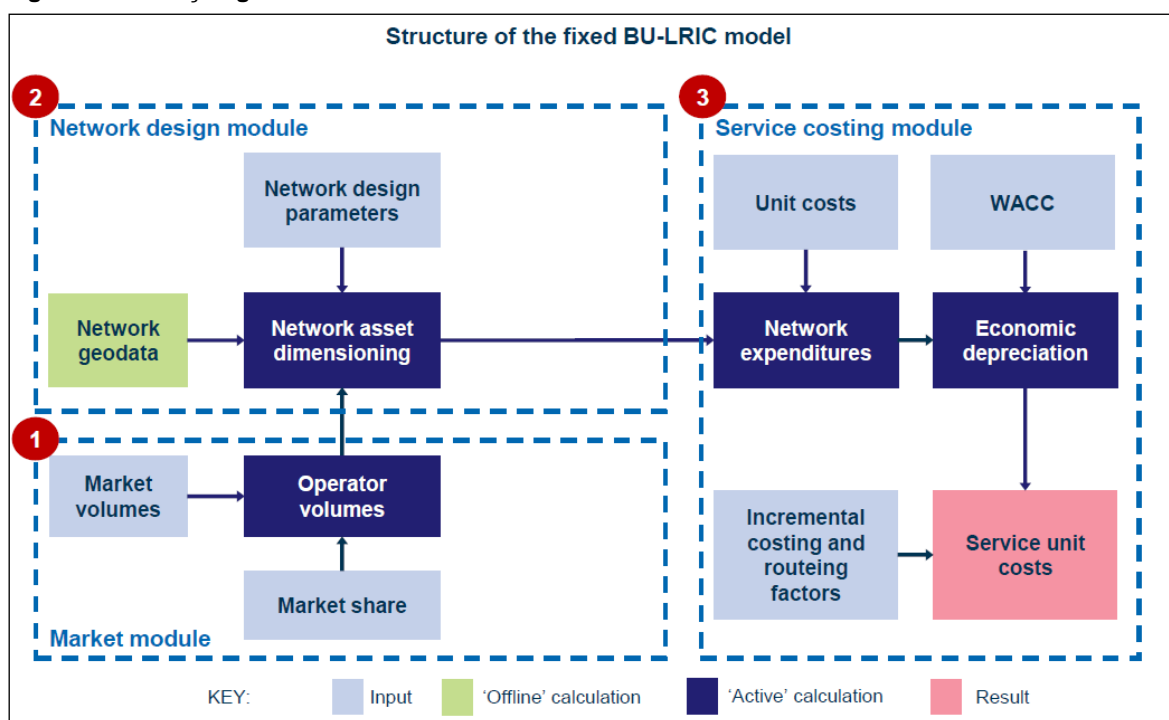 Structure of the fixed BU-LRIC model
2
Network design module
Network design
parameters
Network
geodata
Network asset
dimensioning
1
Market
volumes
Operator
volumes
Market share
Market module
3
Service costing module
Unit costs
WACC
Network
expenditures
Economic
depreciation
Incremental
costing and
routeing
factors
Service unit
costs
KEY:
Input
‘Offline’ calculation
‘Active’ calculation
Result